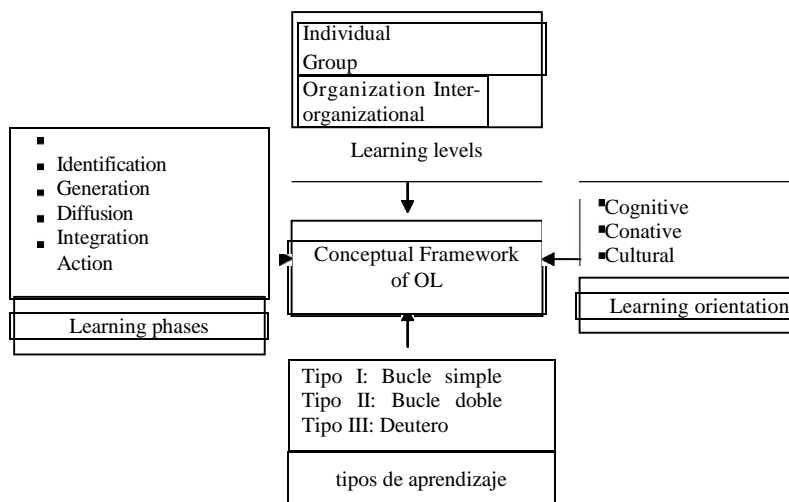 Individual
Group
Organization Inter-
organizational
Learning levels
Identification
Generation
Diffusion
Integration
Action
Learning phases
Conceptual Framework
of OL
Cognitive
Conative
Cultural
Learning orientation
Tipo I: Bucle simple
Tipo II: Bucle doble
Tipo III: Deutero
tipos de aprendizaje